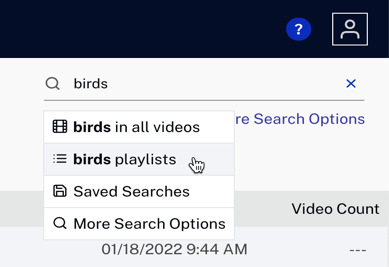 ?
birds
birds in all videos
re Search Options
birds playlists
Saved Searches
More Search Options
Video Count
01/18/2022 9:44 AM
---